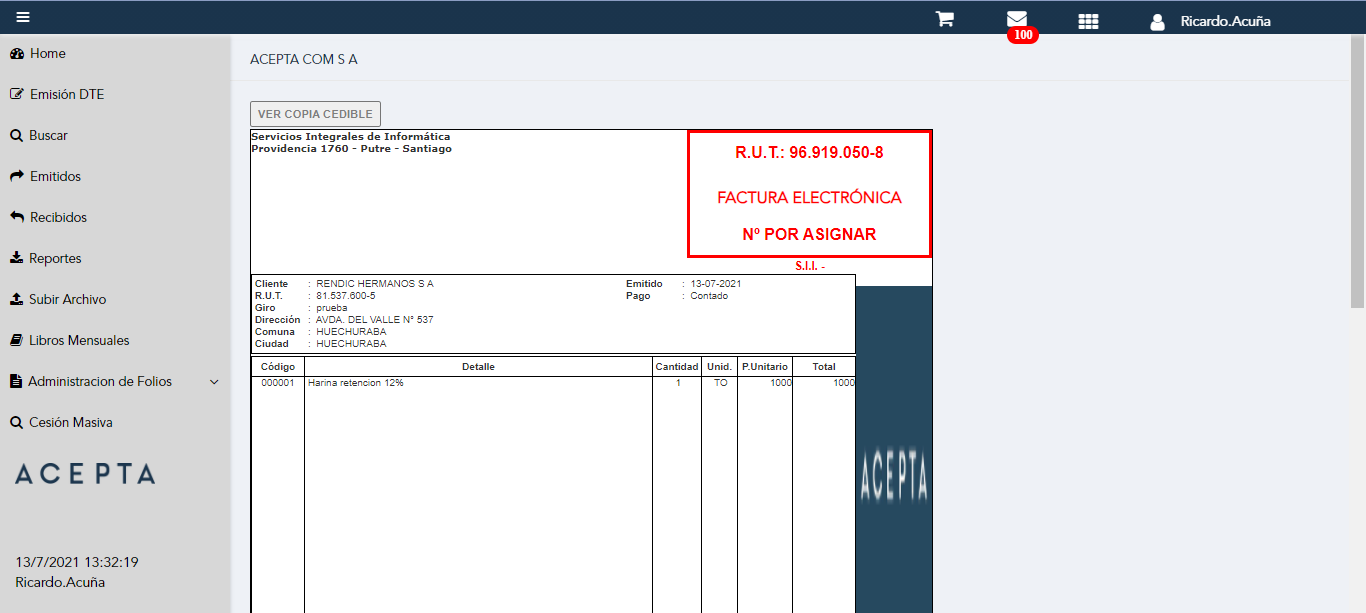 Ricardo.Acuña
100
Home
Emisión DTE
Buscar
Emitidos
Recibidos
Reportes
Subir Archivo
Libros Mensuales
Administracion de Folios
Cesión Masiva
ACEPTA
13/7/2021 13:32:19
Ricardo.Acuña
ACEPTA COM S A
VER COPIA CEDIBLE
Servicios Integrales de Informática
Providencia 1760 - Putre - Santiago
R.U.T.: 96.919.050-8
FACTURA ELECTRÓNICA
Nº POR ASIGNAR
S.I.I. -
Cliente : RENDIC HERMANOS S A Emitido : 13-07-2021
R.U.T. : 81.537.600-5 Pago : Contado
Giro : prueba
Dirección : AVDA. DEL VALLE N° 537
Comuna : HUECHURABA
Ciudad : HUECHURABA
Código Detalle Cantidad Unid. P.Unitario Total
000001 Harina retencion 12% 1 TO 1000 1000
ACEPTA